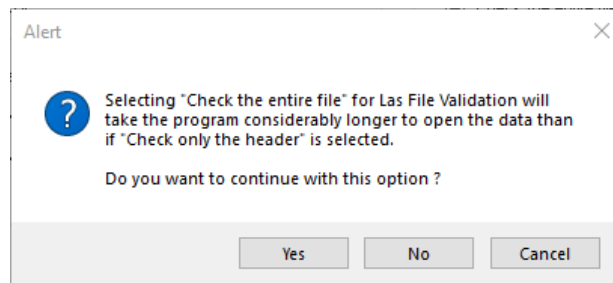 Alert
Selecting "Check the entire file" for Las File Validation will
take the program considerably longer to open the data than
if "Check only the header" is selected.
Do you want to continue with this option ?
Yes
No
Cancel